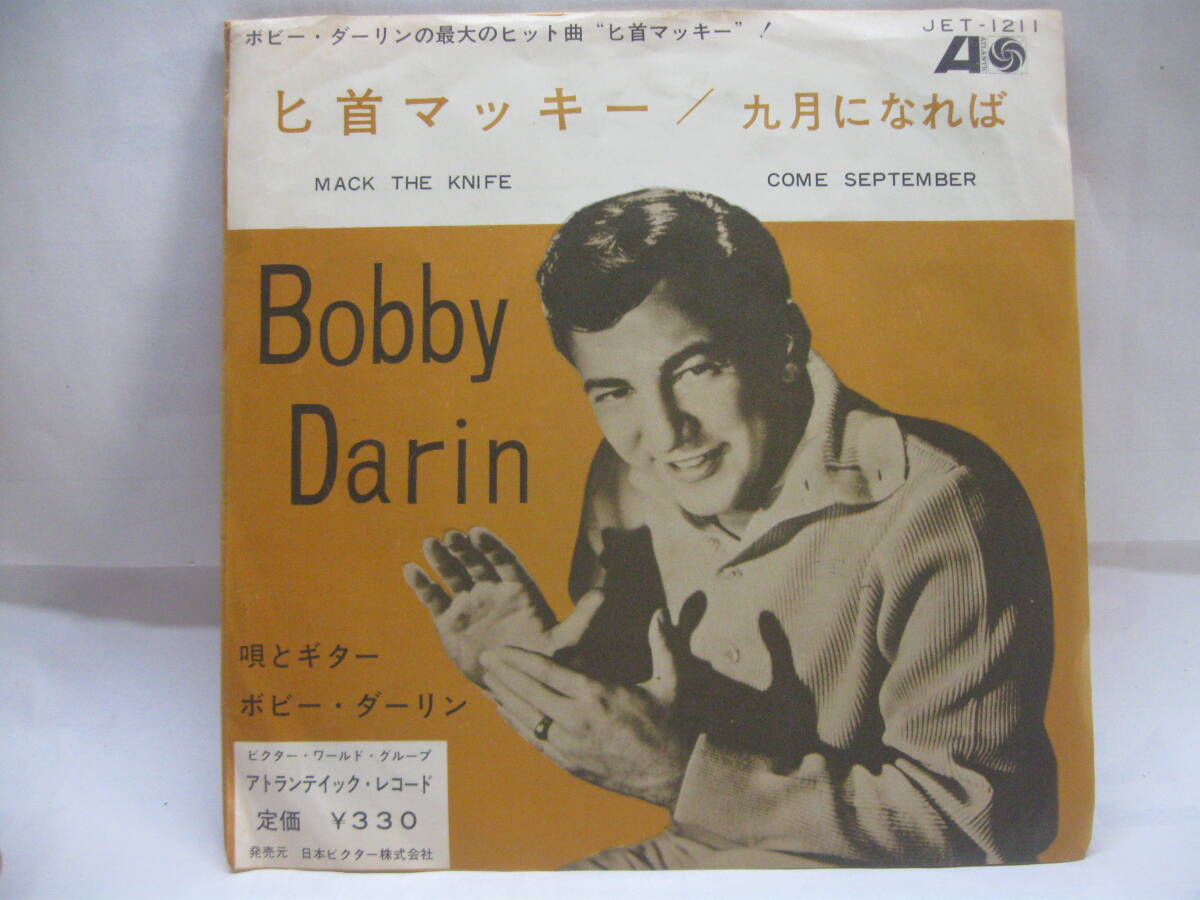 ボビー・ダーリンの最大のヒット曲 “匕首マッキー” !
JET-1211
ATLANTIC
匕首マッキー / 九月になれば
MACK THE KNIFE
COME SEPTEMBER
Bobby
Darin
唄とギター
ボビー・ダーリン
ビクター・ワールド・グループ
アトランテイック・レコード
定価 ¥330
発売元 日本ビクター株式会社